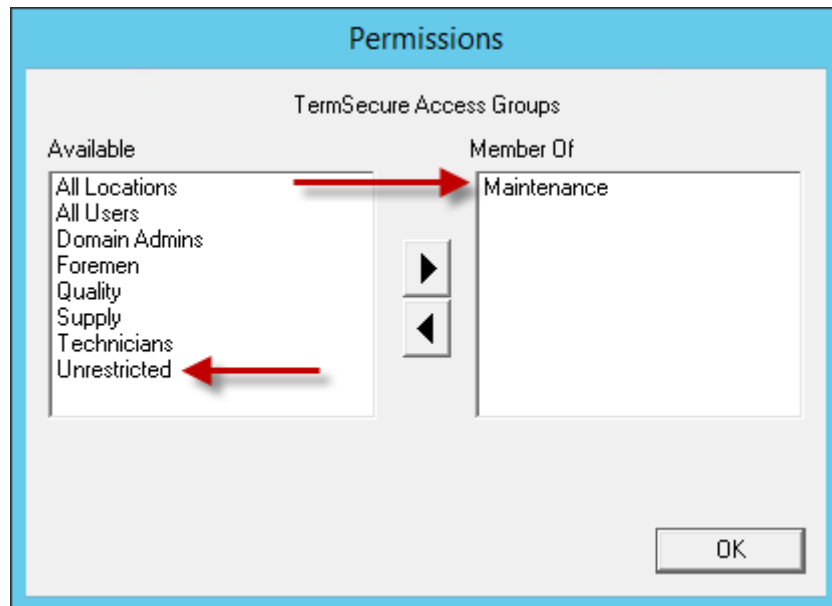 Permissions
TermSecure Access Groups
Available
Member Of
All Locations
All Users
Domain Admins
Foremen
Quality
Supply
Technicians
Unrestricted
Maintenance
OK